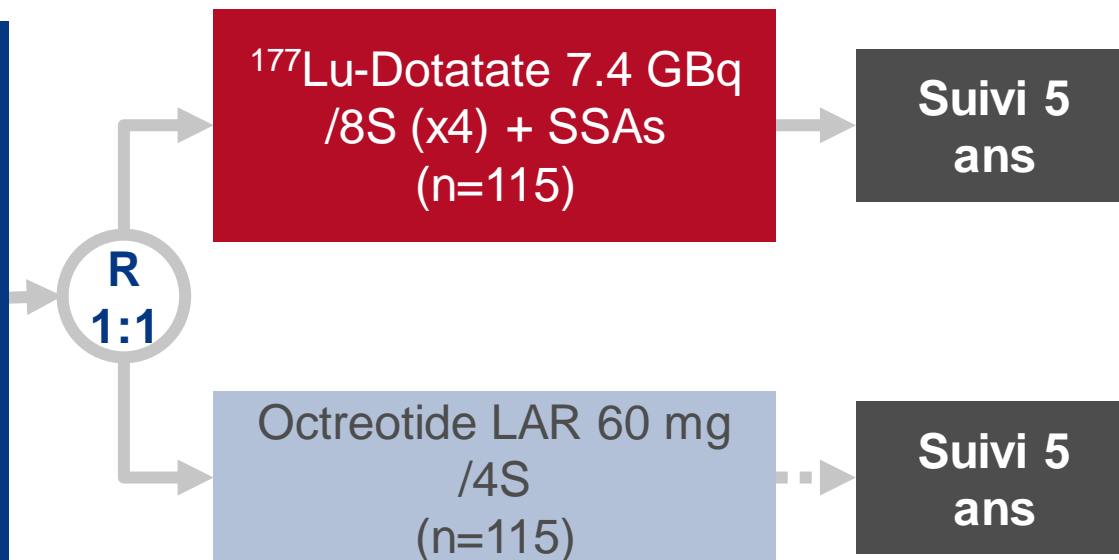 ¹⁷⁷Lu-Dotatate 7.4 GBq
/8S (x4) + SSAs
(n=115)
Suivi 5
ans
R
1:1
Octreotide LAR 60 mg
/4S
(n=115)
Suivi 5
ans